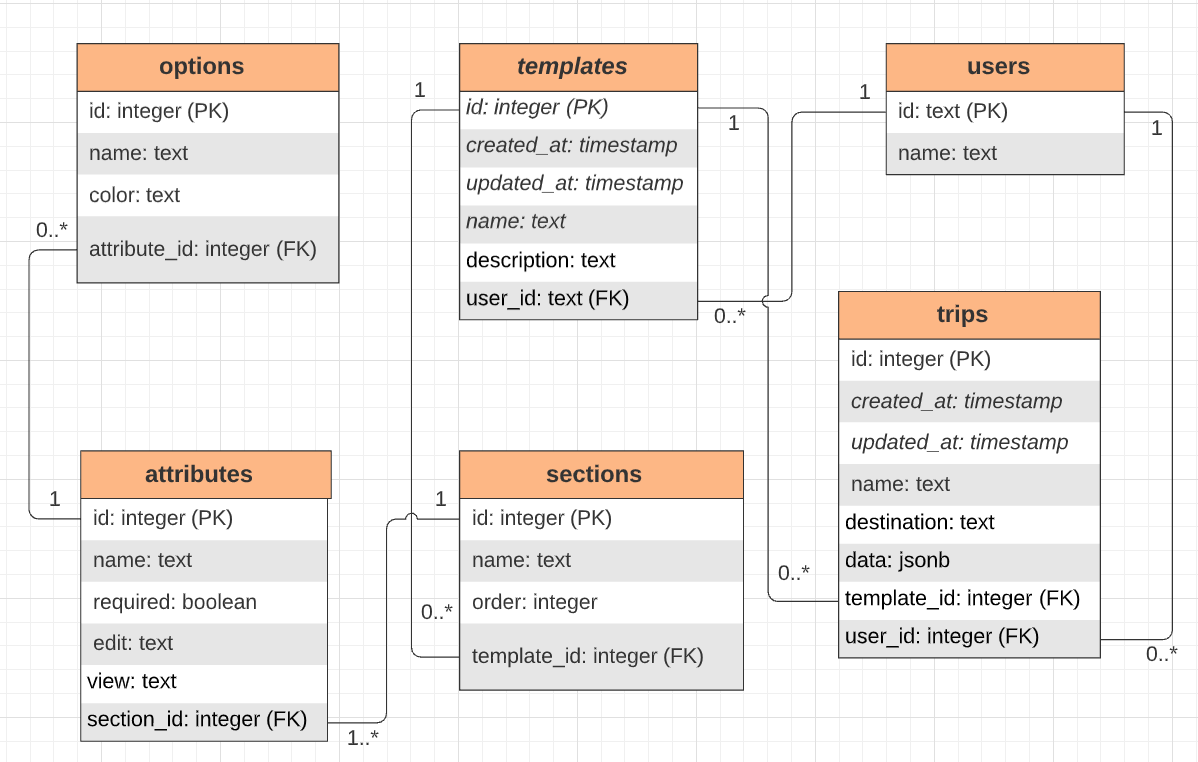 options
id: integer (PK)
name: text
color: text
attribute_id: integer (FK)
0..*
1
attributes
id: integer (PK)
name: text
required: boolean
edit: text
view: text
section_id: integer (FK)
1..*
templates
id: integer (PK)
created_at: timestamp
updated_at: timestamp
name: text
description: text
user_id: text (FK)
1
1
0..*
sections
id: integer (PK)
name: text
order: integer
template_id: integer (FK)
1
0..*
users
id: text (PK)
name: text
1
1
trips
id: integer (PK)
created_at: timestamp
updated_at: timestamp
name: text
destination: text
data: jsonb
template_id: integer (FK)
user_id: integer (FK)
0..*
0..*